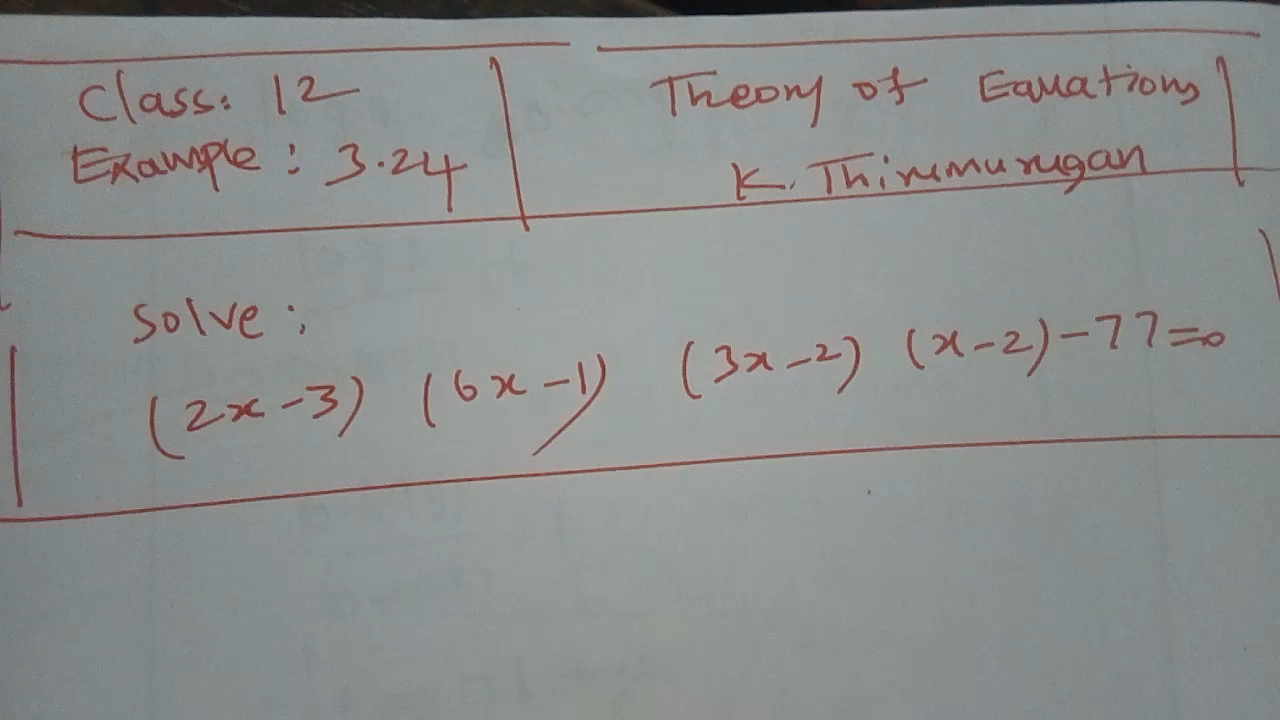 Class: 12
Example: 3.24
Theory of Equations
K. Thirumurugan
Solve:
(2x-3) (6x-1) (3x-2) (x-2)-77=0